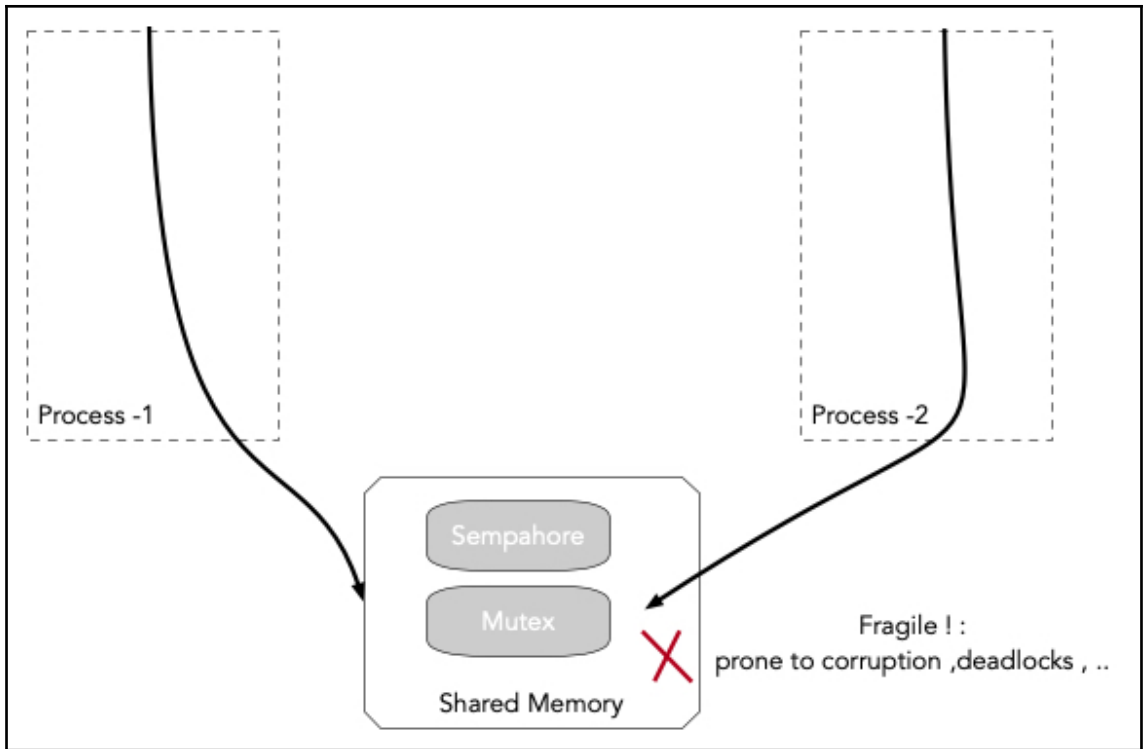 Process -1
Process -2
Sempahore
Mutex
Fragile ! :
prone to corruption ,deadlocks , ..
Shared Memory